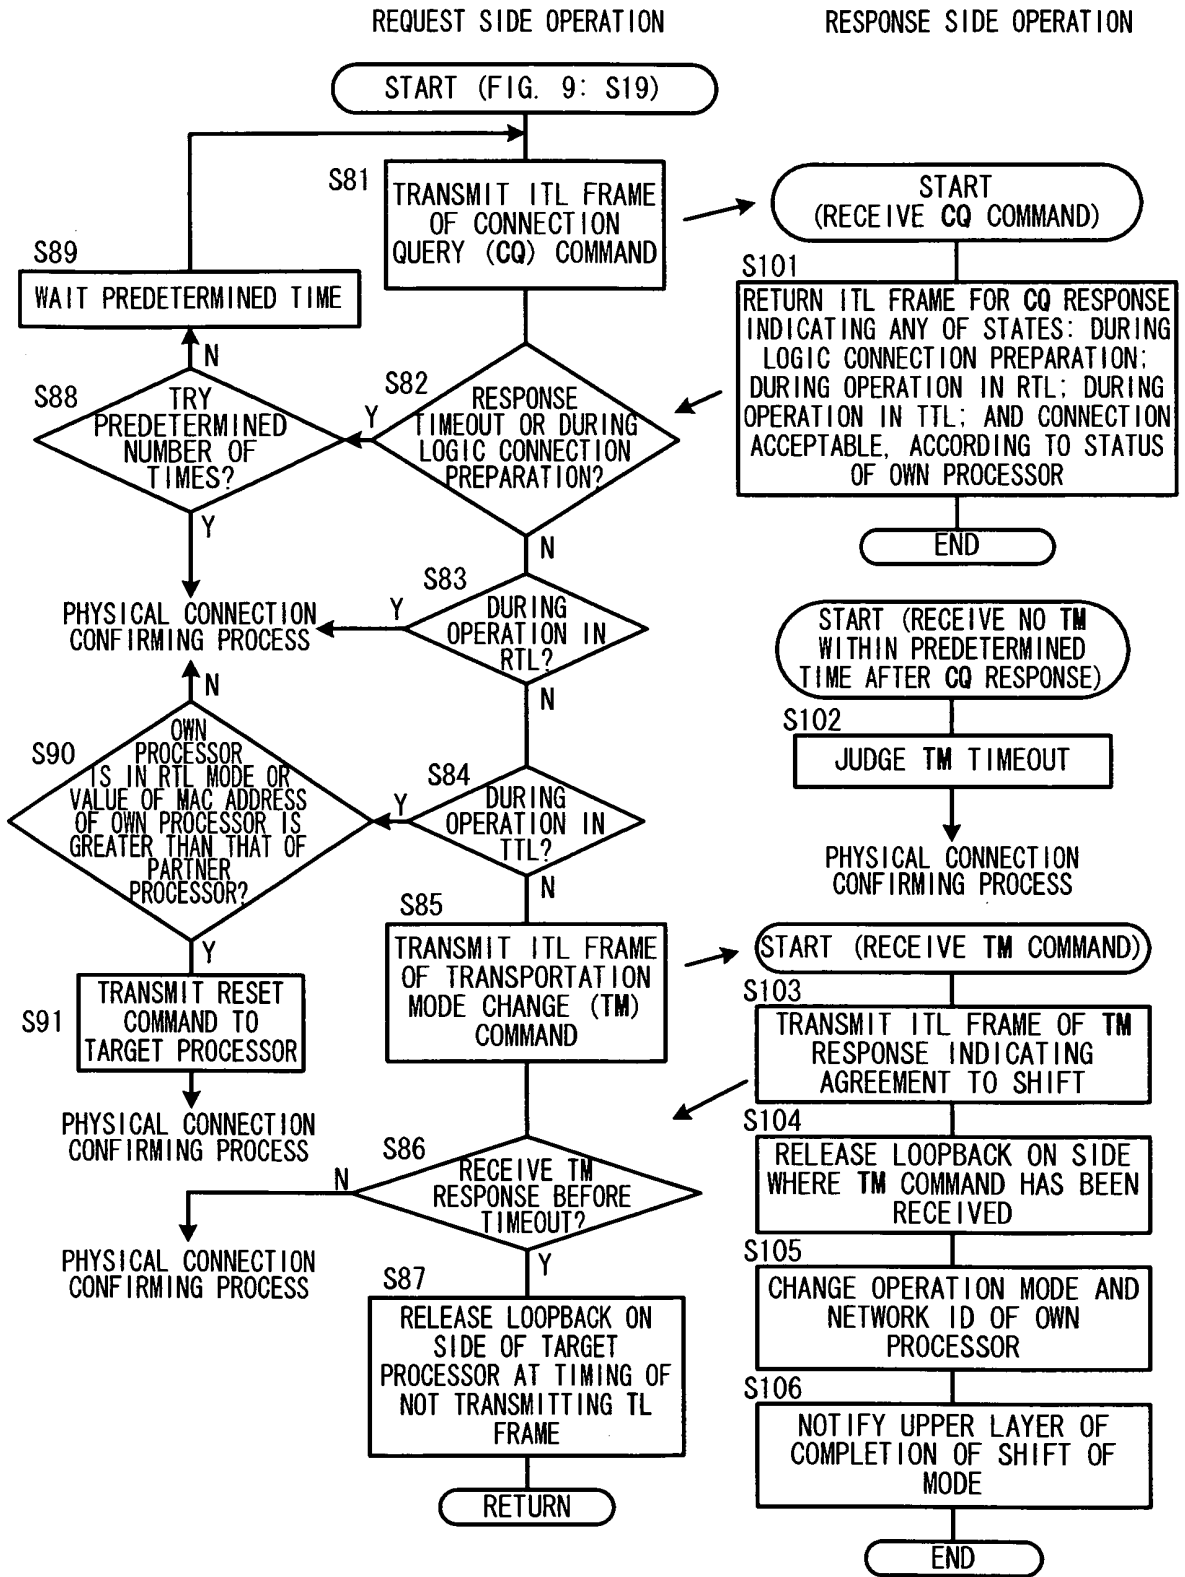 REQUEST SIDE OPERATION
RESPONSE SIDE OPERATION
START (FIG. 9: S19)
S81
TRANSMIT ITL FRAME
OF CONNECTION
QUERY (CQ) COMMAND
START
(RECEIVE CQ COMMAND)
S89
WAIT PREDETERMINED TIME
S101
RETURN ITL FRAME FOR CQ RESPONSE
INDICATING ANY OF STATES: DURING
LOGIC CONNECTION PREPARATION;
DURING OPERATION IN RTL; DURING
OPERATION IN TTL; AND CONNECTION
ACCEPTABLE, ACCORDING TO STATUS
OF OWN PROCESSOR
END
N
S88
TRY
PREDETERMINED
NUMBER OF
TIMES?
Y
S82
RESPONSE
TIMEOUT OR DURING
LOGIC CONNECTION
PREPARATION?
Y
N
PHYSICAL CONNECTION
CONFIRMING PROCESS
S83
Y
DURING
OPERATION IN
RTL?
N
START (RECEIVE NO TM
WITHIN PREDETERMINED
TIME AFTER CQ RESPONSE)
S102
JUDGE TM TIMEOUT
PHYSICAL CONNECTION
CONFIRMING PROCESS
N
S90
OWN
PROCESSOR
IS IN RTL MODE OR
VALUE OF MAC ADDRESS
OF OWN PROCESSOR IS
GREATER THAN THAT OF
PARTNER
PROCESSOR?
Y
S84
Y
DURING
OPERATION IN
TTL?
N
S85
TRANSMIT ITL FRAME
OF TRANSPORTATION
MODE CHANGE (TM)
COMMAND
START (RECEIVE TM COMMAND)
S91
TRANSMIT RESET
COMMAND TO
TARGET PROCESSOR
PHYSICAL CONNECTION
CONFIRMING PROCESS
S103
TRANSMIT ITL FRAME OF TM
RESPONSE INDICATING
AGREEMENT TO SHIFT
S86
N
RECEIVE TM
RESPONSE BEFORE
TIMEOUT?
Y
PHYSICAL CONNECTION
CONFIRMING PROCESS
S104
RELEASE LOOPBACK ON SIDE
WHERE TM COMMAND HAS BEEN
RECEIVED
S87
RELEASE LOOPBACK ON
SIDE OF TARGET
PROCESSOR AT TIMING OF
NOT TRANSMITTING TL
FRAME
RETURN
S105
CHANGE OPERATION MODE AND
NETWORK ID OF OWN
PROCESSOR
S106
NOTIFY UPPER LAYER OF
COMPLETION OF SHIFT OF
MODE
END